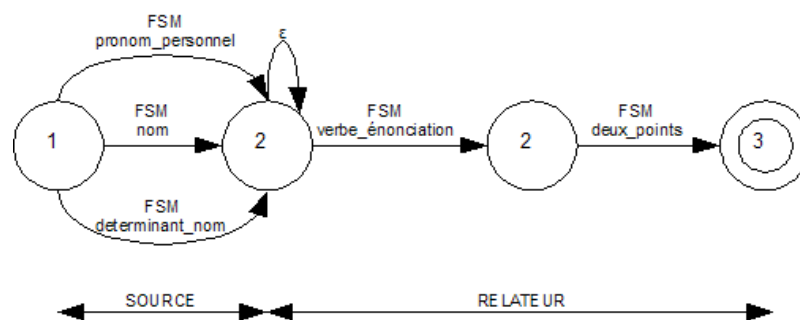 FSM
pronom_personnel
ε
FSM
nom
FSM
verbe_énonciation
FSM
deux_points
1
2
2
3
FSM
determinant_nom
SOURCE
RELATEUR